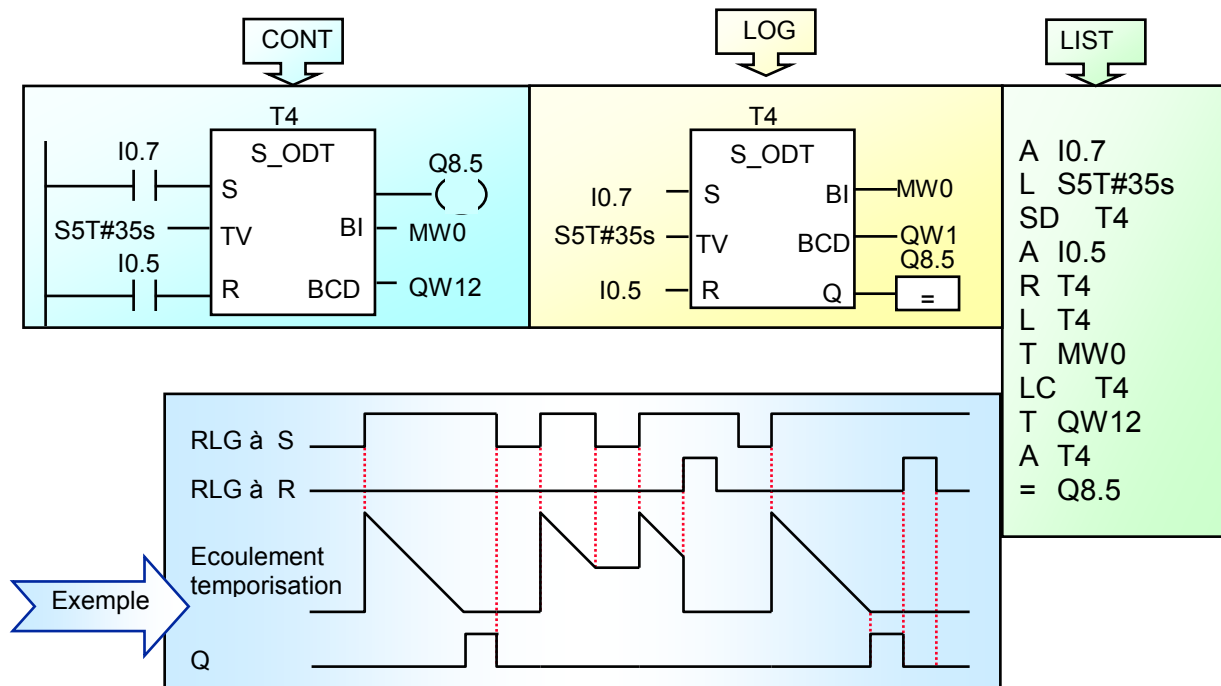 CONT
LOG
LIST
T4
S_ODT
I0.7
S
Q8.5
( )
S5T#35s
TV
BI
MW0
I0.5
R
BCD
QW12
T4
S_ODT
I0.7
S
BI
MW0
S5T#35s
TV
BCD
QW1
Q8.5
I0.5
R
Q
=
A I0.7
L S5T#35s
SD T4
A I0.5
R T4
L T4
T MW0
LC T4
T QW12
A T4
= Q8.5
RLG à S
RLG à R
Ecoulement
temporisation
Exemple
Q